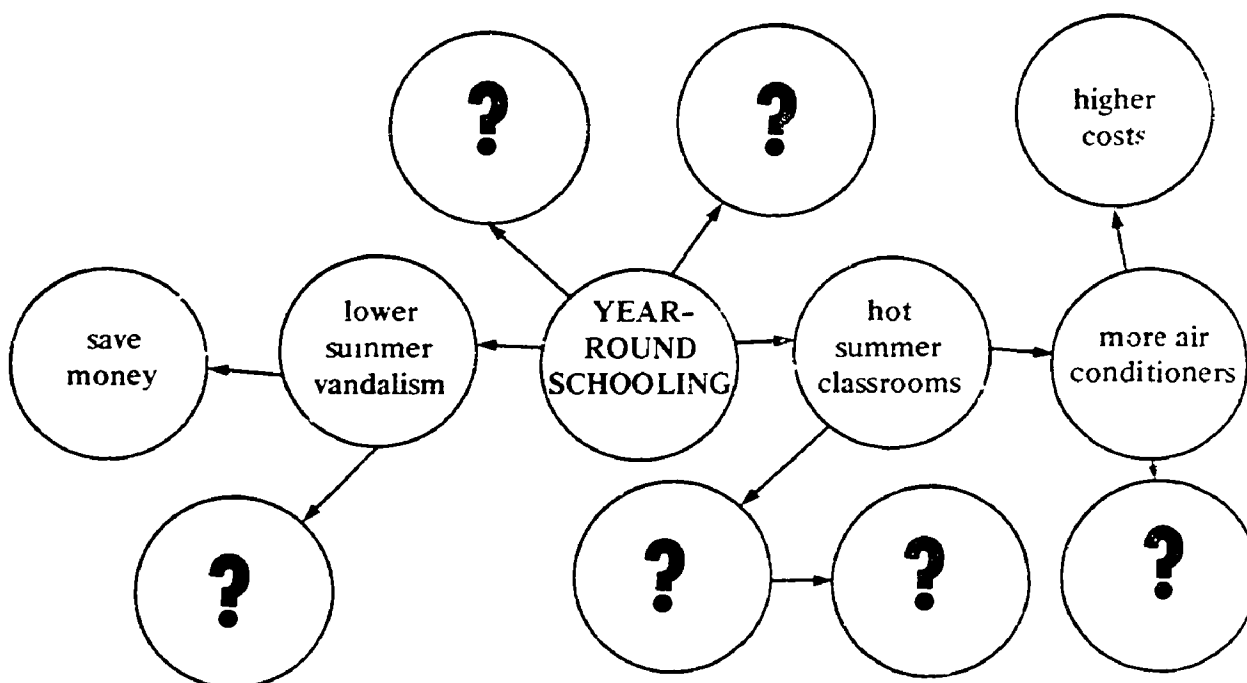 ?
?
higher
costs
save
money
lower
summer
vandalism
YEAR-
ROUND
SCHOOLING
hot
summer
classrooms
more air
conditioners
?
?
?
?